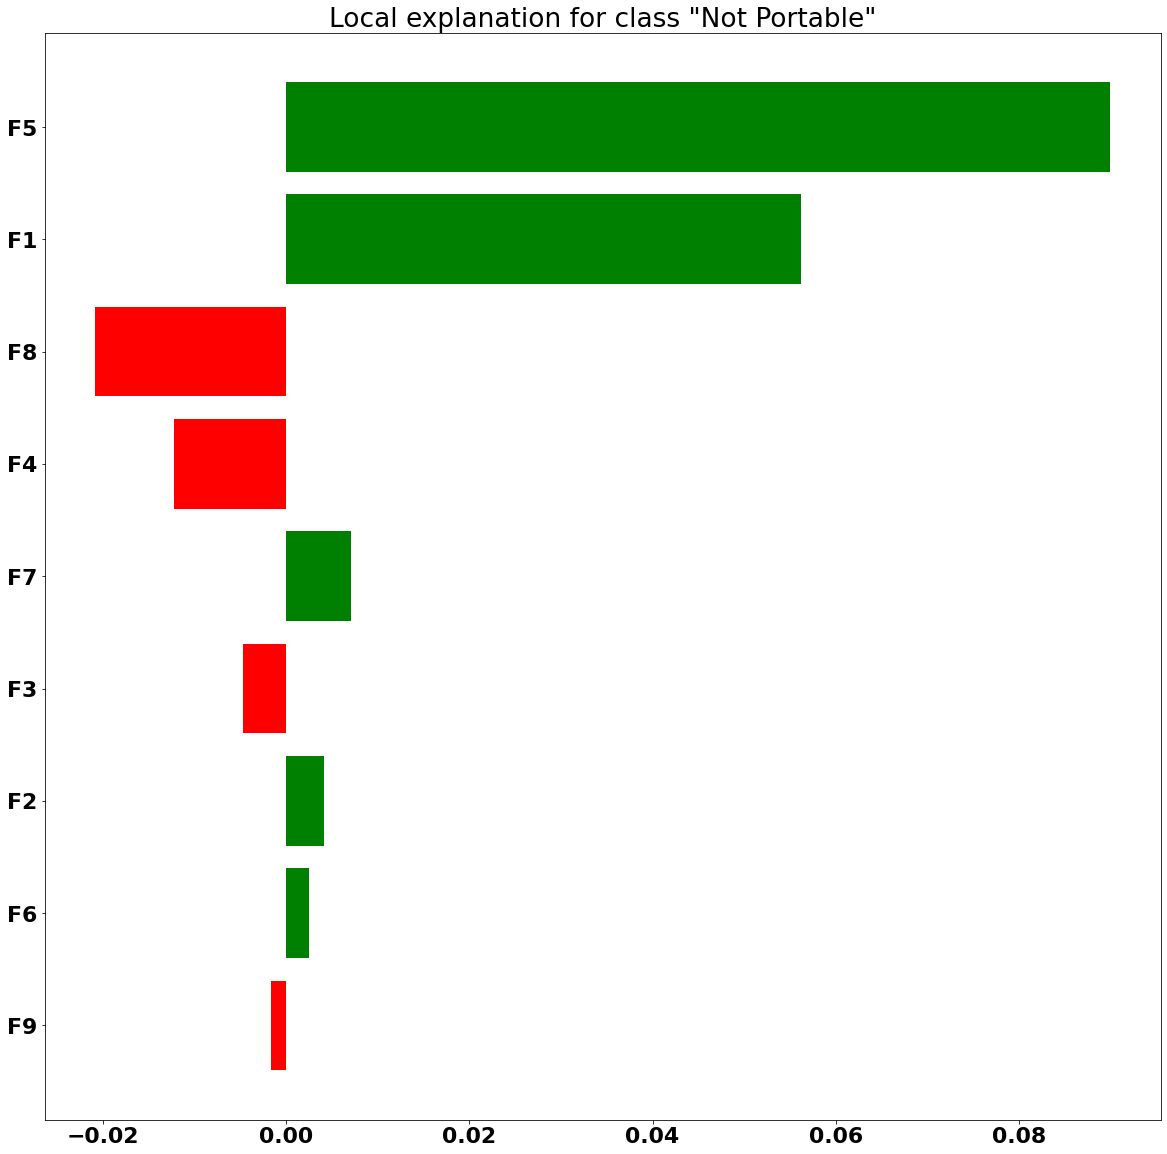 Local explanation for class "Not Portable"
F5
F1
F8
F4
F7
F3
F2
F6
F9
−0.02 0.00 0.02 0.04 0.06 0.08